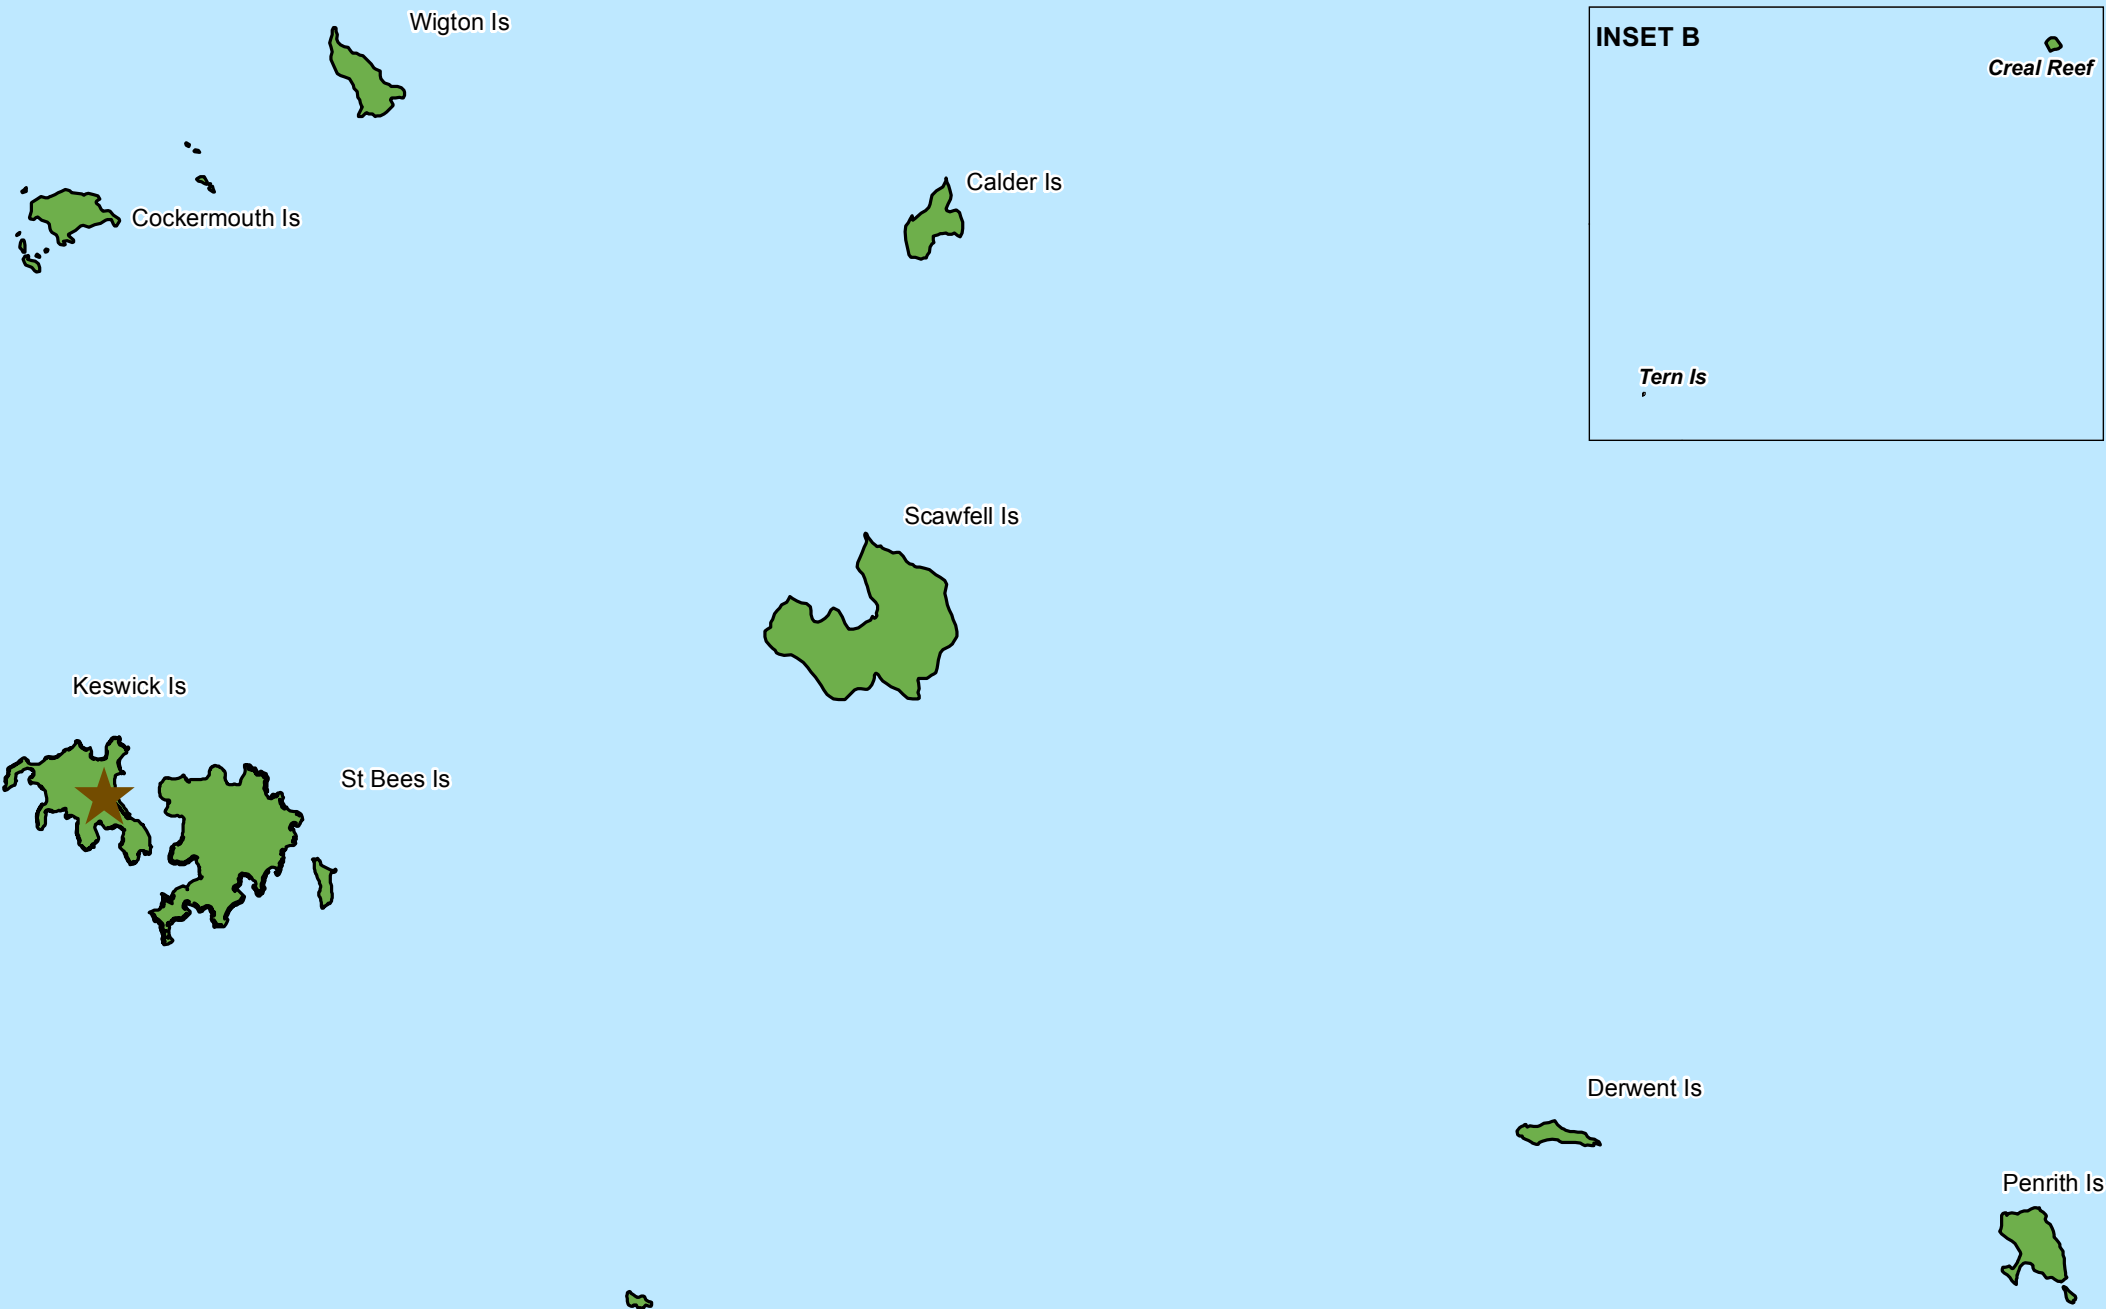 Wigton Is
INSET B
Creal Reef
Calder Is
Cockermouth Is
Tern Is
Scawfell Is
Keswick Is
St Bees Is
Derwent Is
Penrith Is